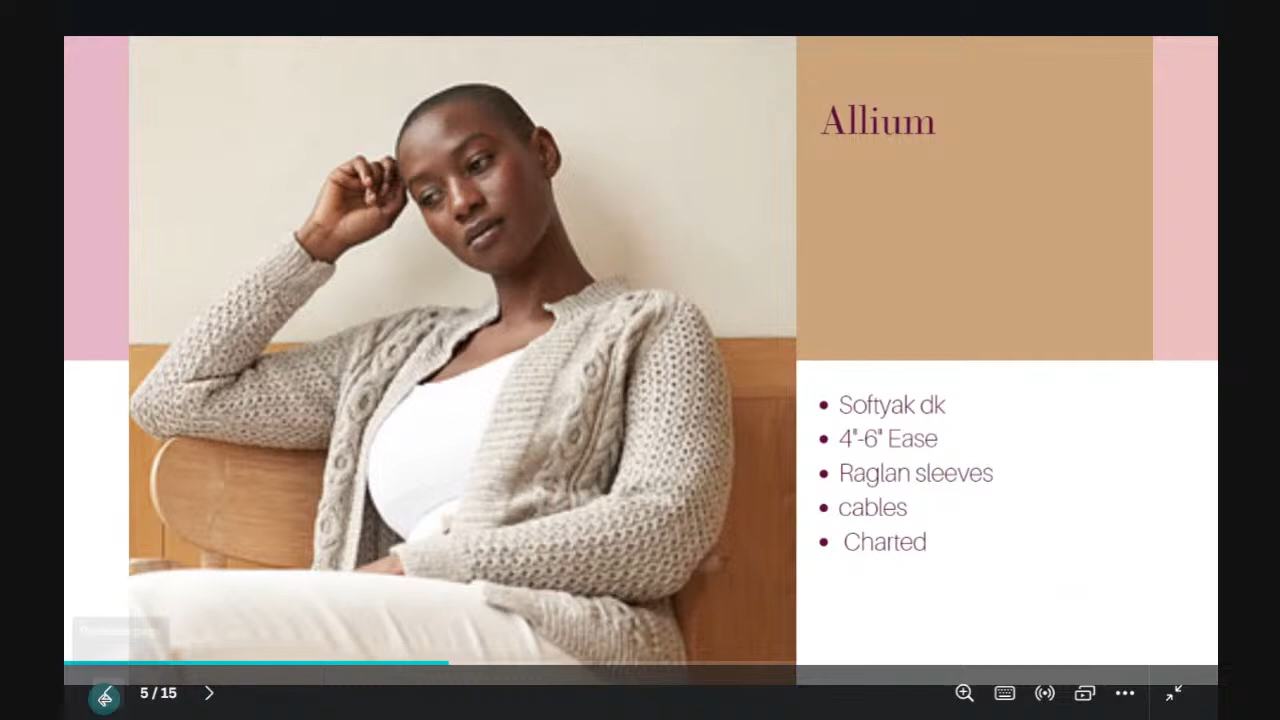 Allium
Softyak dk
4"-6" Ease
Raglan sleeves
cables
Charted
5 / 15